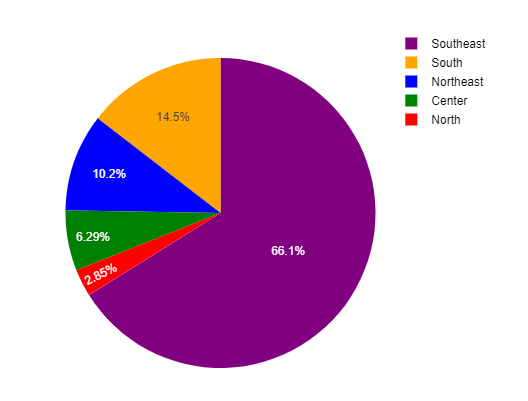 Southeast
South
Northeast
Center
North
14.5%
10.2%
6.29%
2.85%
66.1%